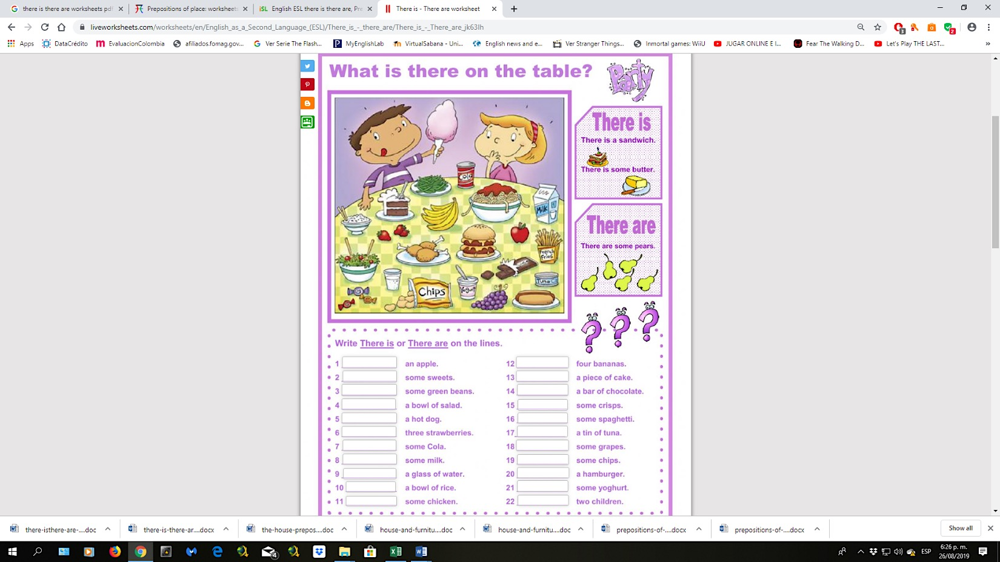 there is there are worksheets pdf
Prepositions of place: worksheets
iSL English ESL there is there are, Pre
There is - There are worksheet
liveworksheets.com/worksheets/en/English_as_a_Second_Language_(ESL)/There_is_-_there_are/There_is_-_There_are_jk63lh
3
a
2
Apps
DataCrédito
EvaluacionColombia
afiliados.fomag.gov...
Ver Serie The Flash...
MyEnglishLab
VirtualSabana - Uni...
English news and e...
Ver Stranger Things...
Inmortal games: WiiU
JUGAR ONLINE E I...
Fear The Walking D...
Let's Play THE LAST...
What is there on the table?
Party
There is
There is a sandwich.
There is some butter.
There are
There are some pears.
Cola
Milk
French
Fries
Tuna
Chips
Yogurt
Write There is or There are on the lines.
1 an apple.
2 some sweets.
3 some green beans.
4 a bowl of salad.
5 a hot dog.
6 three strawberries.
7 some Cola.
8 some milk.
9 a glass of water.
10 a bowl of rice.
11 some chicken.
12 four bananas.
13 a piece of cake.
14 a bar of chocolate.
15 some crisps.
16 some spaghetti.
17 a tin of tuna.
18 some grapes.
19 some chips.
20 a hamburger.
21 some yoghurt.
22 two children.
there-isthere-are-....doc
there-is-there-ar....docx
the-house-prepos....doc
house-and-furnitu....doc
house-and-furnitu....doc
prepositions-of-....docx
prepositions-of-....docx
Show all
4
ESP
6:26 p. m.
26/08/2019